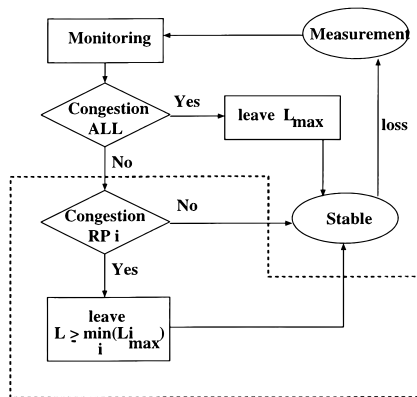 Monitoring
Measurement
Congestion
ALL
Yes
leave L max
loss
No
Congestion
RP i
No
Stable
Yes
leave
L ≥ min(Li max)
i